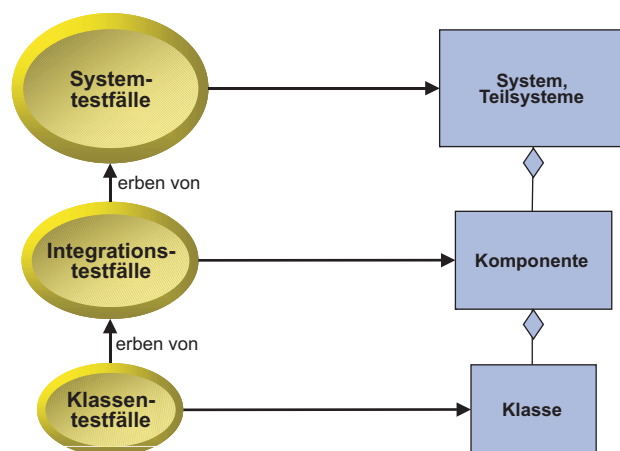 System-
testfälle
System,
Teilsysteme
erben von
Integrations-
testfälle
Komponente
erben von
Klassen-
testfälle
Klasse